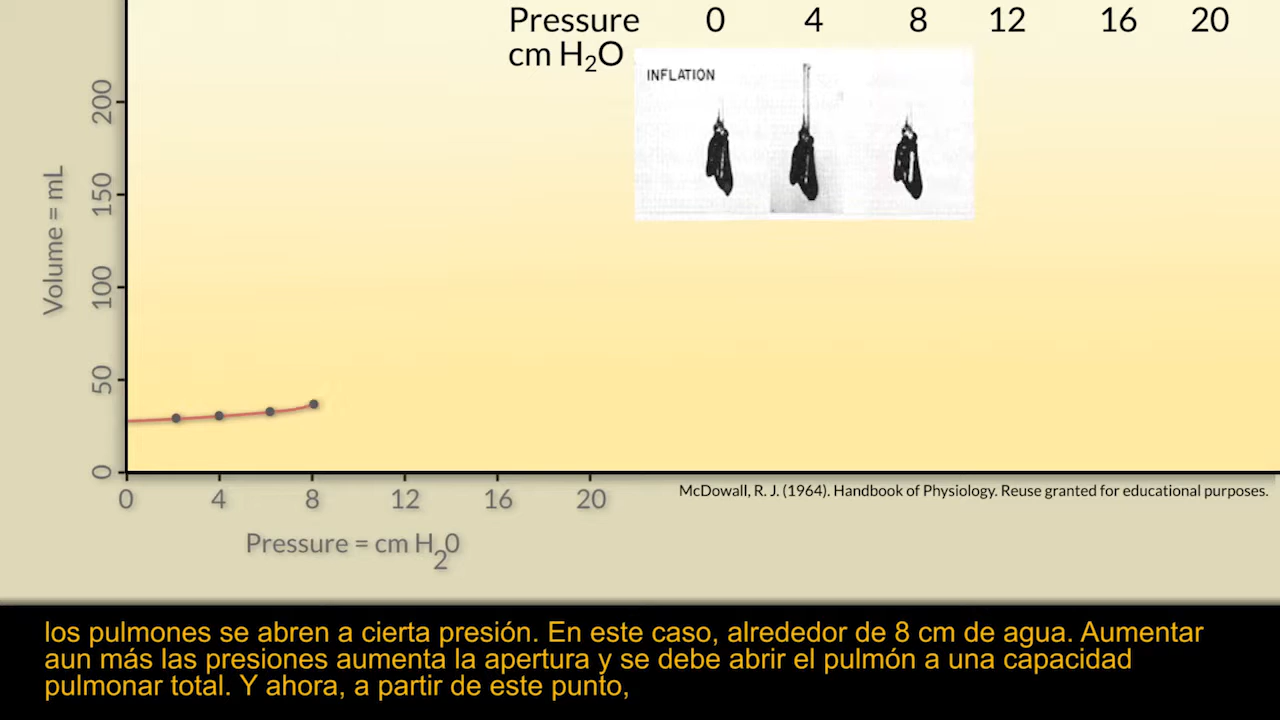 Pressure 0 4 8 12 16 20
cm H₂O
INFLATION
200
150
100
50
0
Volume = mL
0 4 8 12 16 20
Pressure = cm H₂0
McDowall, R. J. (1964). Handbook of Physiology. Reuse granted for educational purposes.
los pulmones se abren a cierta presión. En este caso, alrededor de 8 cm de agua. Aumentar
aun más las presiones aumenta la apertura y se debe abrir el pulmón a una capacidad
pulmonar total. Y ahora, a partir de este punto,